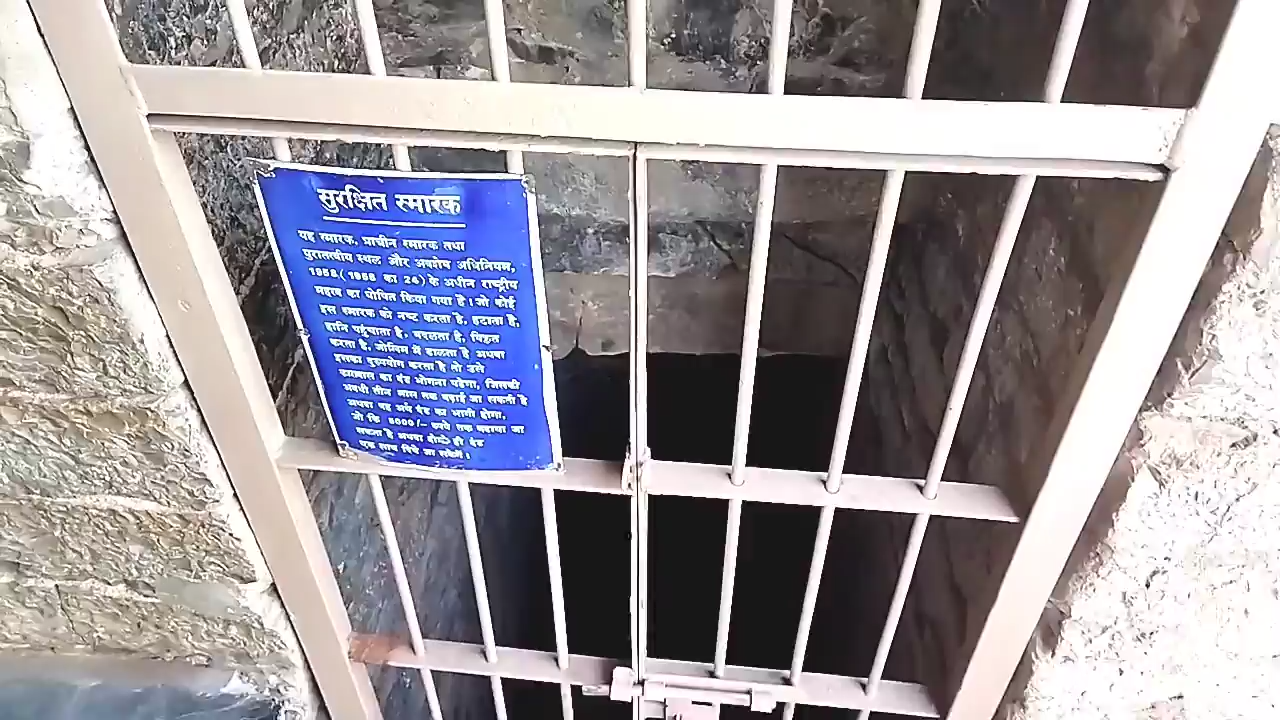 सुरक्षित स्मारक
यह स्मारक, प्राचीन स्मारक तथा
पुरातत्वीय स्थल और अवशेष अधिनियम,
1958 (1958 का 24) के अधीन राष्ट्रीय
महत्व का घोषित किया गया है। जो कोई
इस स्मारक को नष्ट करता है, हटाता है,
हानि पहुंचाता है, बदलता है, विकृत
करता है, जोखिम में डालता है अथवा
इसका दुरुपयोग करता है तो उसे
कारावास का दंड भोगना पड़ेगा, जिसकी
अवधी तीन मास तक बढ़ाई जा सकती है
अथवा वह अर्थ दंड का भागी होगा,
जो कि 5000/- रूपये तक बढाया जा
सकता है अथवा दोनों ही दंड
एक साथ दिये जा सकेंगे।